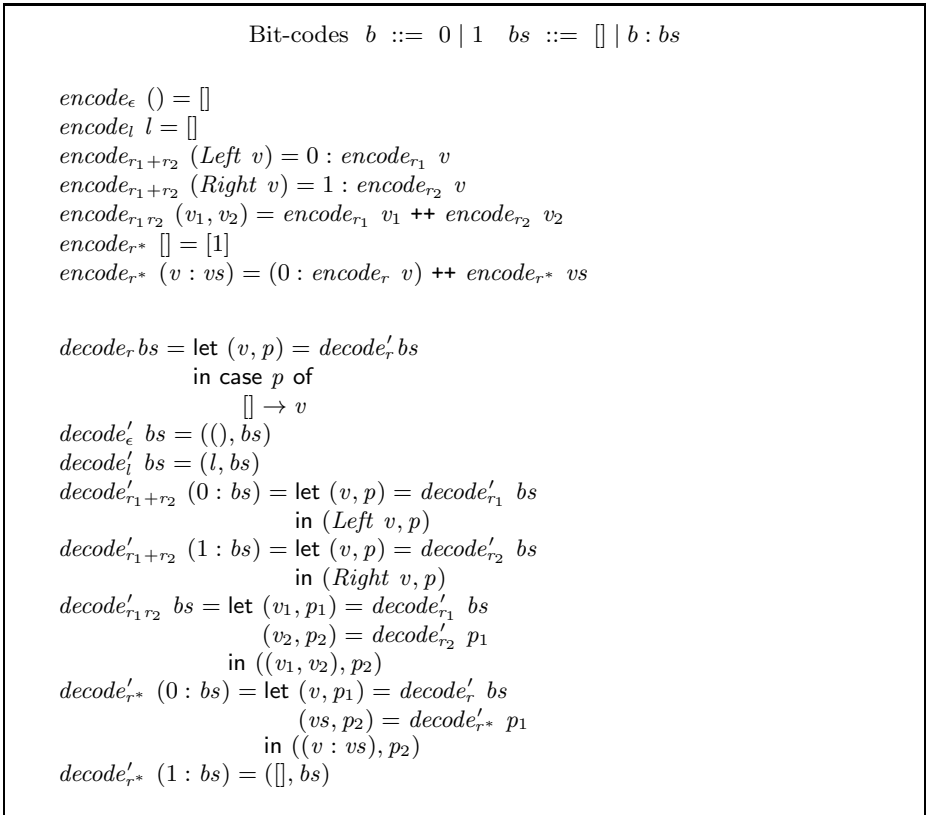 Bit-codes b ::= 0 | 1 bs ::= [] | b : bs
encode_ϵ () = []
encode_l l = []
encode_{r₁+r₂} (Left v) = 0 : encode_{r₁} v
encode_{r₁+r₂} (Right v) = 1 : encode_{r₂} v
encode_{r₁r₂} (v₁, v₂) = encode_{r₁} v₁ ++ encode_{r₂} v₂
encode_{r*} [] = [1]
encode_{r*} (v : vs) = (0 : encode_r v) ++ encode_{r*} vs
decode_r bs = let (v, p) = decode′_r bs
in case p of
[] → v
decode′_ϵ bs = ((), bs)
decode′_l bs = (l, bs)
decode′_{r₁+r₂} (0 : bs) = let (v, p) = decode′_{r₁} bs
in (Left v, p)
decode′_{r₁+r₂} (1 : bs) = let (v, p) = decode′_{r₂} bs
in (Right v, p)
decode′_{r₁r₂} bs = let (v₁, p₁) = decode′_{r₁} bs
(v₂, p₂) = decode′_{r₂} p₁
in ((v₁, v₂), p₂)
decode′_{r*} (0 : bs) = let (v, p₁) = decode′_r bs
(vs, p₂) = decode′_{r*} p₁
in ((v : vs), p₂)
decode′_{r*} (1 : bs) = ([], bs)